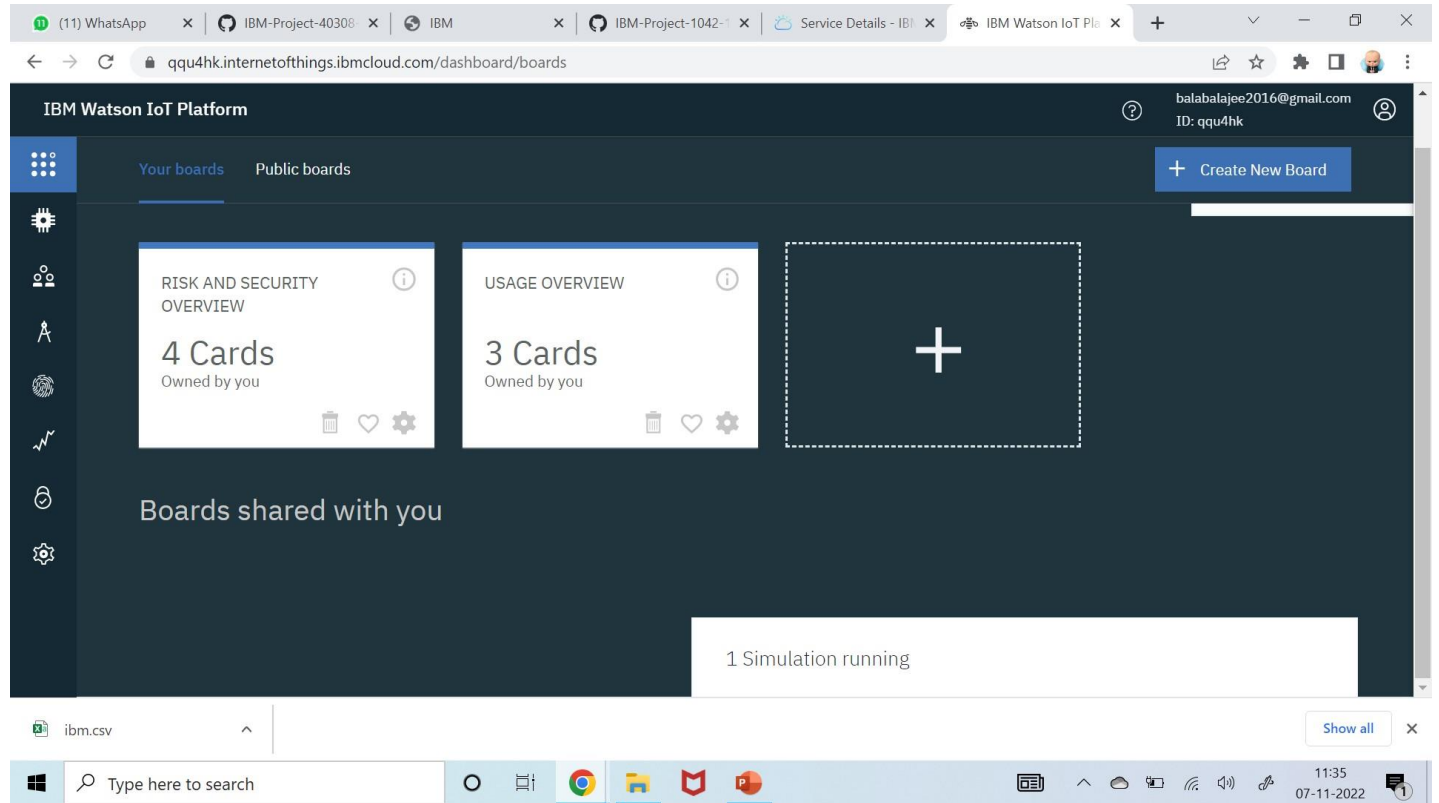 11
(11) WhatsApp
IBM-Project-40308-
IBM
IBM-Project-1042-1
Service Details - IBM
IBM Watson IoT Pla
qqu4hk.internetofthings.ibmcloud.com/dashboard/boards
IBM Watson IoT Platform
balabalajee2016@gmail.com
ID: qqu4hk
Your boards
Public boards
Create New Board
RISK AND SECURITY
OVERVIEW
4 Cards
Owned by you
USAGE OVERVIEW
3 Cards
Owned by you
Boards shared with you
1 Simulation running
ibm.csv
Show all
Type here to search
11:35
07-11-2022
1